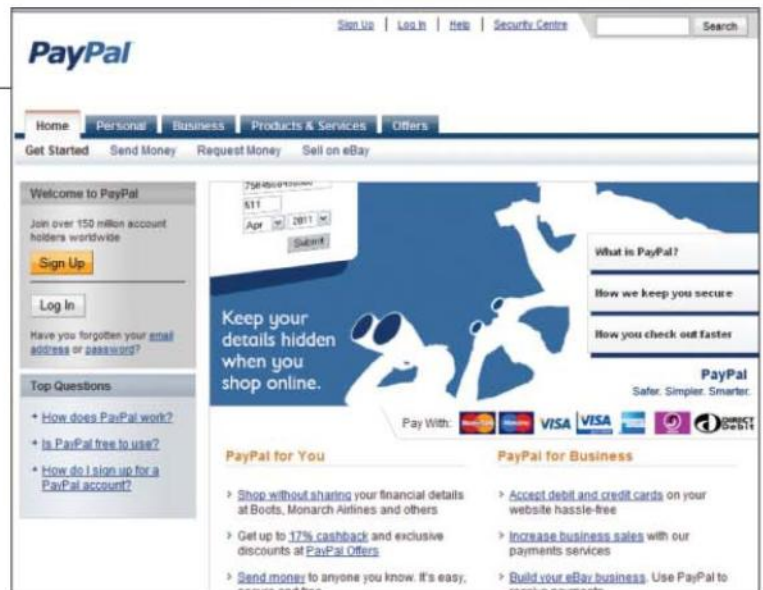 Sign Up | Log In | Help | Security Centre
Search
PayPal
Home
Personal
Business
Products & Services
Offers
Get Started
Send Money
Request Money
Sell on eBay
Welcome to PayPal
Join over 150 million account
holders worldwide
Sign Up
Log In
Have you forgotten your email
address or password?
Top Questions
How does PayPal work?
Is PayPal free to use?
How do I sign up for a
PayPal account?
511
Apr
2011
Submit
Keep your
details hidden
when you
shop online.
What is PayPal?
How we keep you secure
How you check out faster
PayPal
Safer. Simpler. Smarter.
Pay With:
MasterCard
VISA
VISA
DIRECT
Debit
PayPal for You
> Shop without sharing your financial details
at Boots, Monarch Airlines and others
> Get up to 17% cashback and exclusive
discounts at PayPal Offers
> Send money to anyone you know. It's easy,
secure and free
PayPal for Business
> Accept debit and credit cards on your
website hassle-free
> Increase business sales with our
payments services
> Build your eBay business. Use PayPal to
receive payments